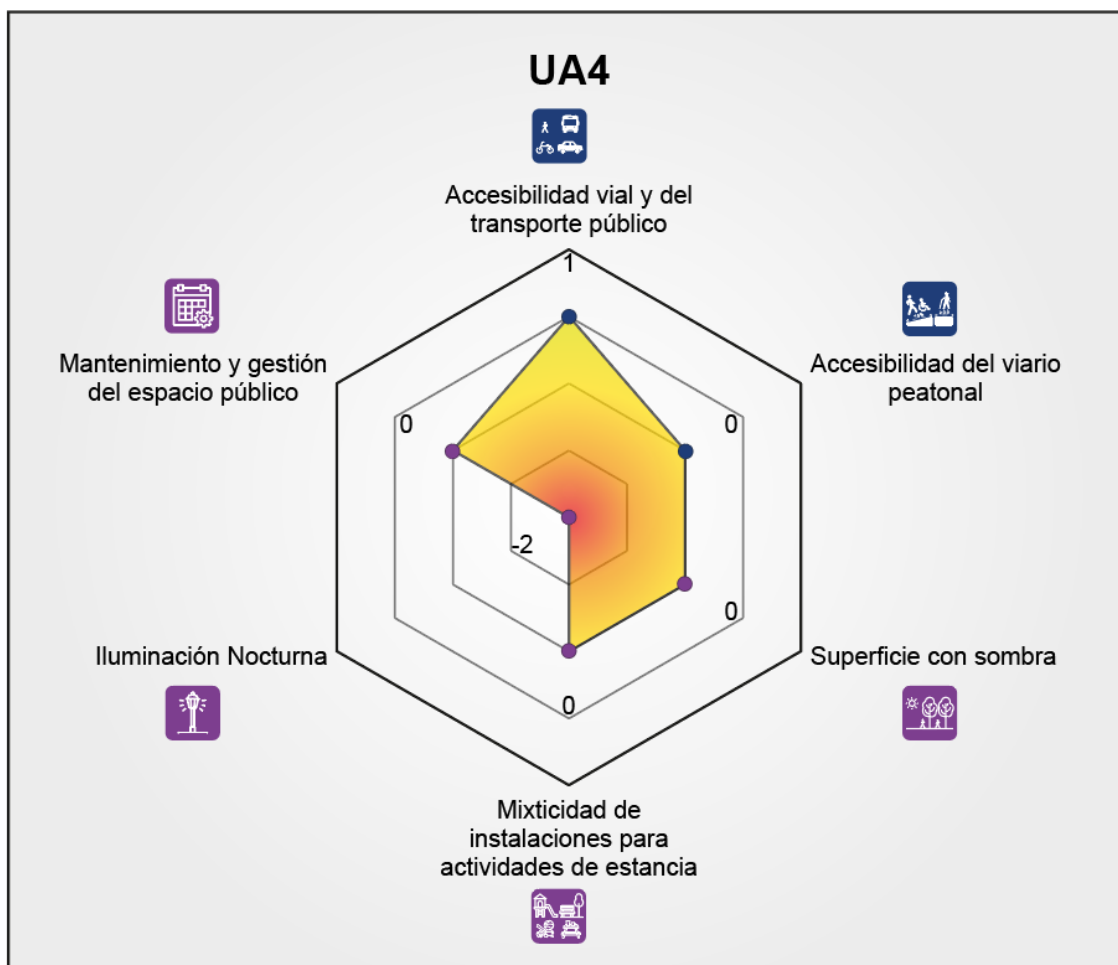 UA4
Accesibilidad vial y del
transporte público
1
Mantenimiento y gestión
del espacio público
Accesibilidad del viario
peatonal
0
0
-2
0
0
Iluminación Nocturna
Superficie con sombra
Mixticidad de
instalaciones para
actividades de estancia